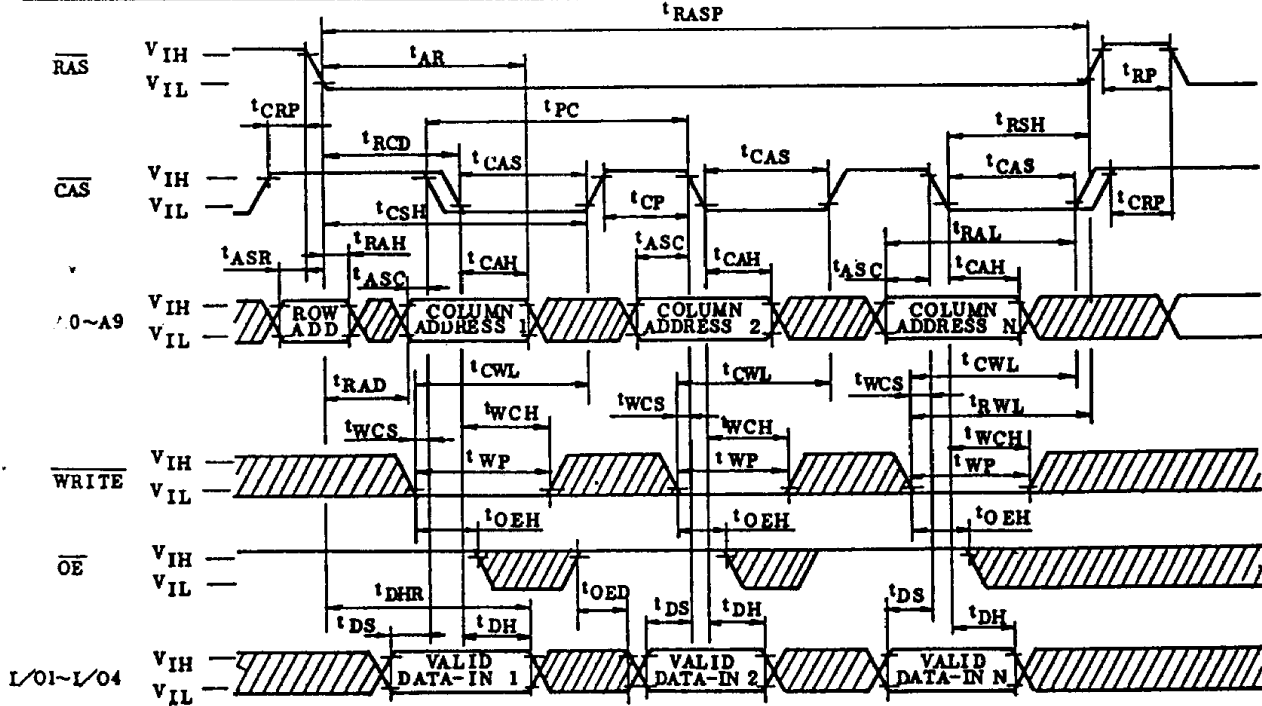 tRASP
RAS VIH
VIL
tAR
tRP
tCRP
tPC
tRCD
tRSH
CAS VIH
VIL
tCAS
tCAS
tCAS
tCP
tCSH
tCRP
tASR
tRAH
tASC
tCAH
tASC
tCAH
tRAL
tASC
tCAH
0~A9 VIH
VIL
ROW
ADD
COLUMN
ADDRESS 1
COLUMN
ADDRESS 2
COLUMN
ADDRESS N
tRAD
tCWL
tCWL
tCWL
tWCS
tWCH
tWCS
tWCH
tWCS
tRWL
tWCH
WRITE VIH
VIL
tWP
tWP
tWP
tOEH
tOEH
tOEH
OE VIH
VIL
tDHR
tOED
tDS
tDH
tDS
tDH
tDS
tDH
I/O1~I/O4 VIH
VIL
VALID
DATA-IN 1
VALID
DATA-IN 2
VALID
DATA-IN N